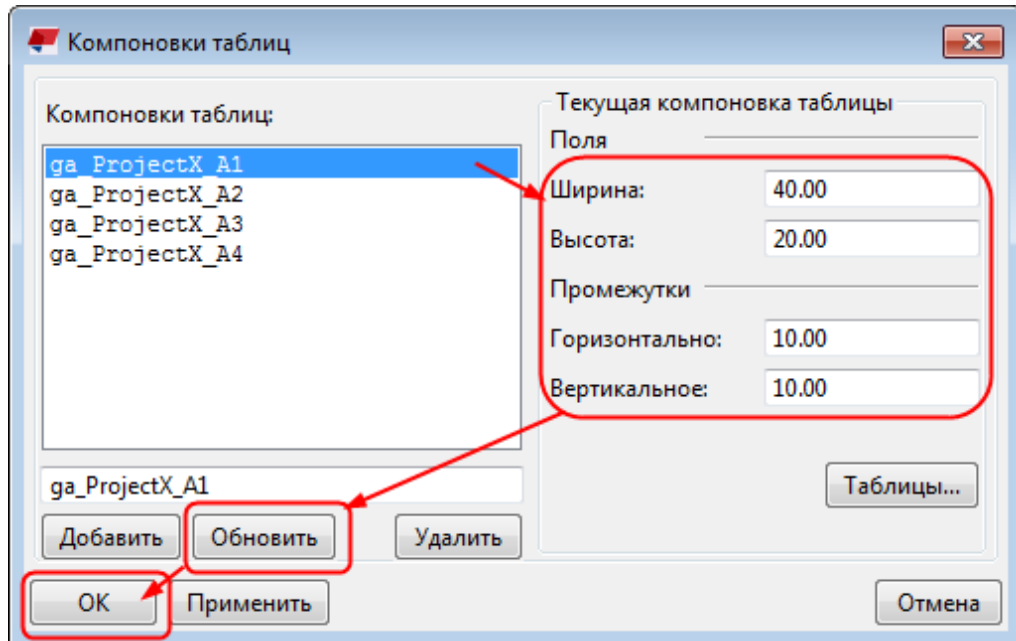 Компоновки таблиц
Компоновки таблиц:
ga_ProjectX_A1
ga_ProjectX_A2
ga_ProjectX_A3
ga_ProjectX_A4
ga_ProjectX_A1
Добавить Обновить Удалить
Текущая компоновка таблицы
Поля
Ширина: 40.00
Высота: 20.00
Промежутки
Горизонтально: 10.00
Вертикальное: 10.00
Таблицы...
OK Применить Отмена